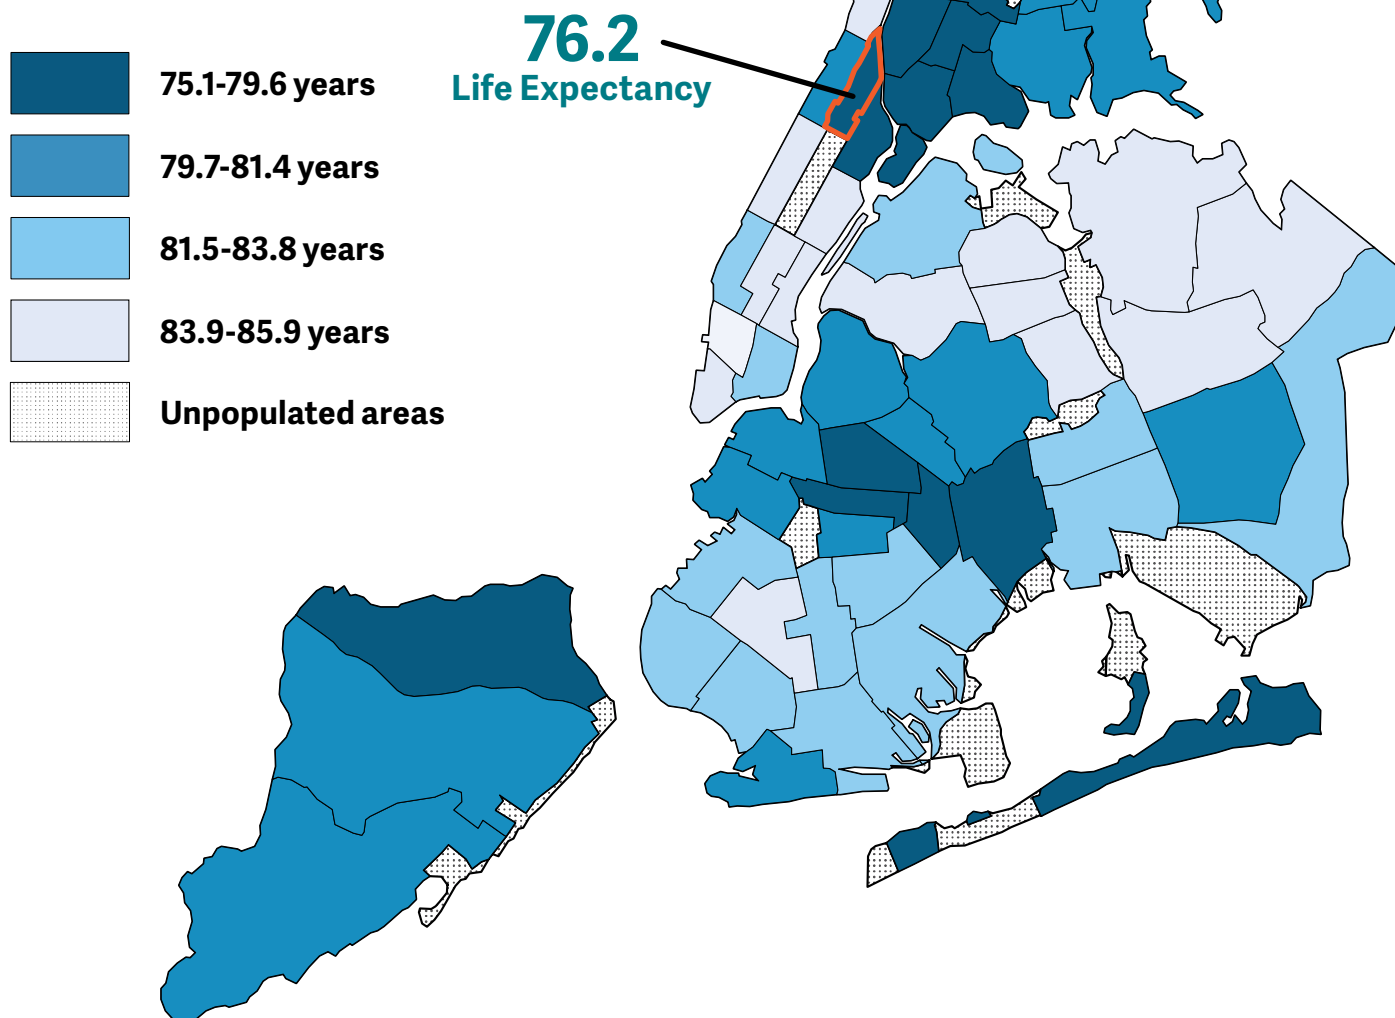 76.2
Life Expectancy
75.1-79.6 years
79.7-81.4 years
81.5-83.8 years
83.9-85.9 years
Unpopulated areas